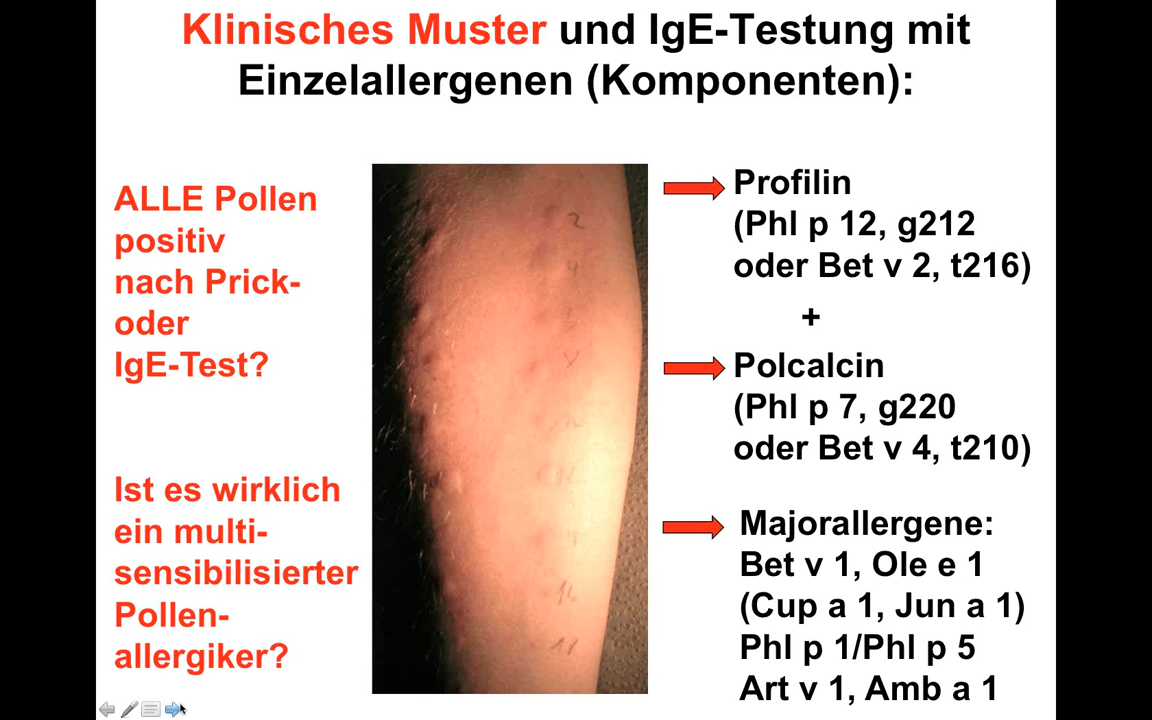 Klinisches Muster und IgE-Testung mit
Einzelallergenen (Komponenten):
ALLE Pollen
positiv
nach Prick-
oder
IgE-Test?
Ist es wirklich
ein multi-
sensibilisierter
Pollen-
allergiker?
Profilin
(Phl p 12, g212
oder Bet v 2, t216)
+
Polcalcin
(Phl p 7, g220
oder Bet v 4, t210)
Majorallergene:
Bet v 1, Ole e 1
(Cup a 1, Jun a 1)
Phl p 1/Phl p 5
Art v 1, Amb a 1